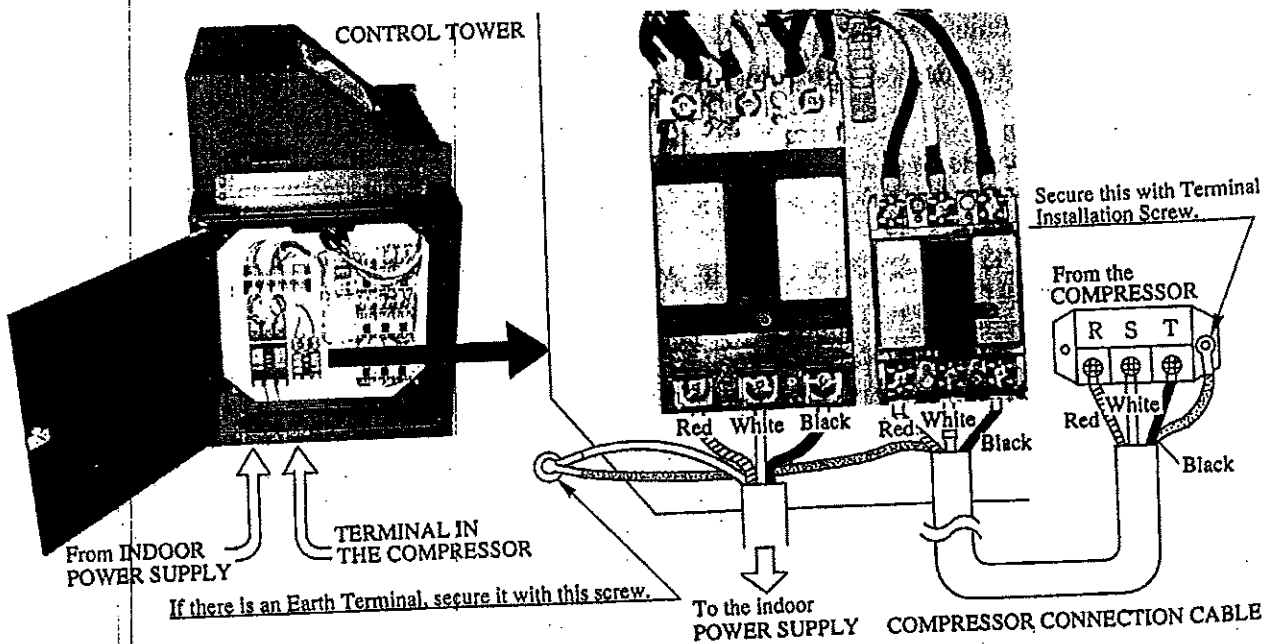 CONTROL TOWER
Secure this with Terminal
Installation Screw.
From the
COMPRESSOR
R S T
Red White Black
Red White Black
Red White Black
From INDOOR
POWER SUPPLY
TERMINAL IN
THE COMPRESSOR
If there is an Earth Terminal, secure it with this screw.
To the indoor
POWER SUPPLY
COMPRESSOR CONNECTION CABLE